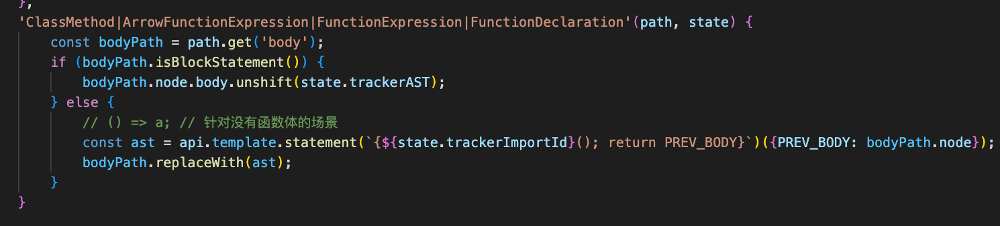 },
'ClassMethod|ArrowFunctionExpression|FunctionExpression|FunctionDeclaration'(path, state) {
    const bodyPath = path.get('body');
    if (bodyPath.isBlockStatement()) {
        bodyPath.node.body.unshift(state.trackerAST);
    } else {
        // () => a; // 针对没有函数体的场景
        const ast = api.template.statement(`{${state.trackerImportId}(); return PREV_BODY}`)({PREV_BODY: bodyPath.node});
        bodyPath.replaceWith(ast);
    }
}